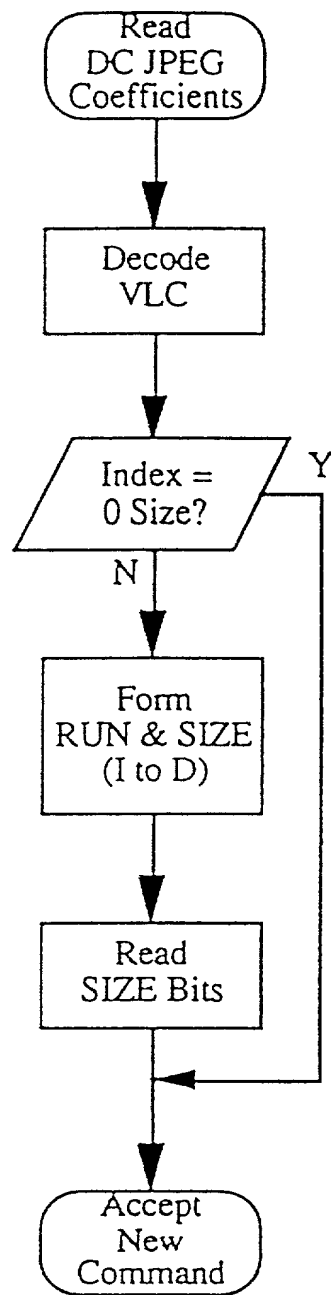 Read
DC JPEG
Coefficients
Decode
VLC
Index =
0 Size?
Y
N
Form
RUN & SIZE
(I to D)
Read
SIZE Bits
Accept
New
Command